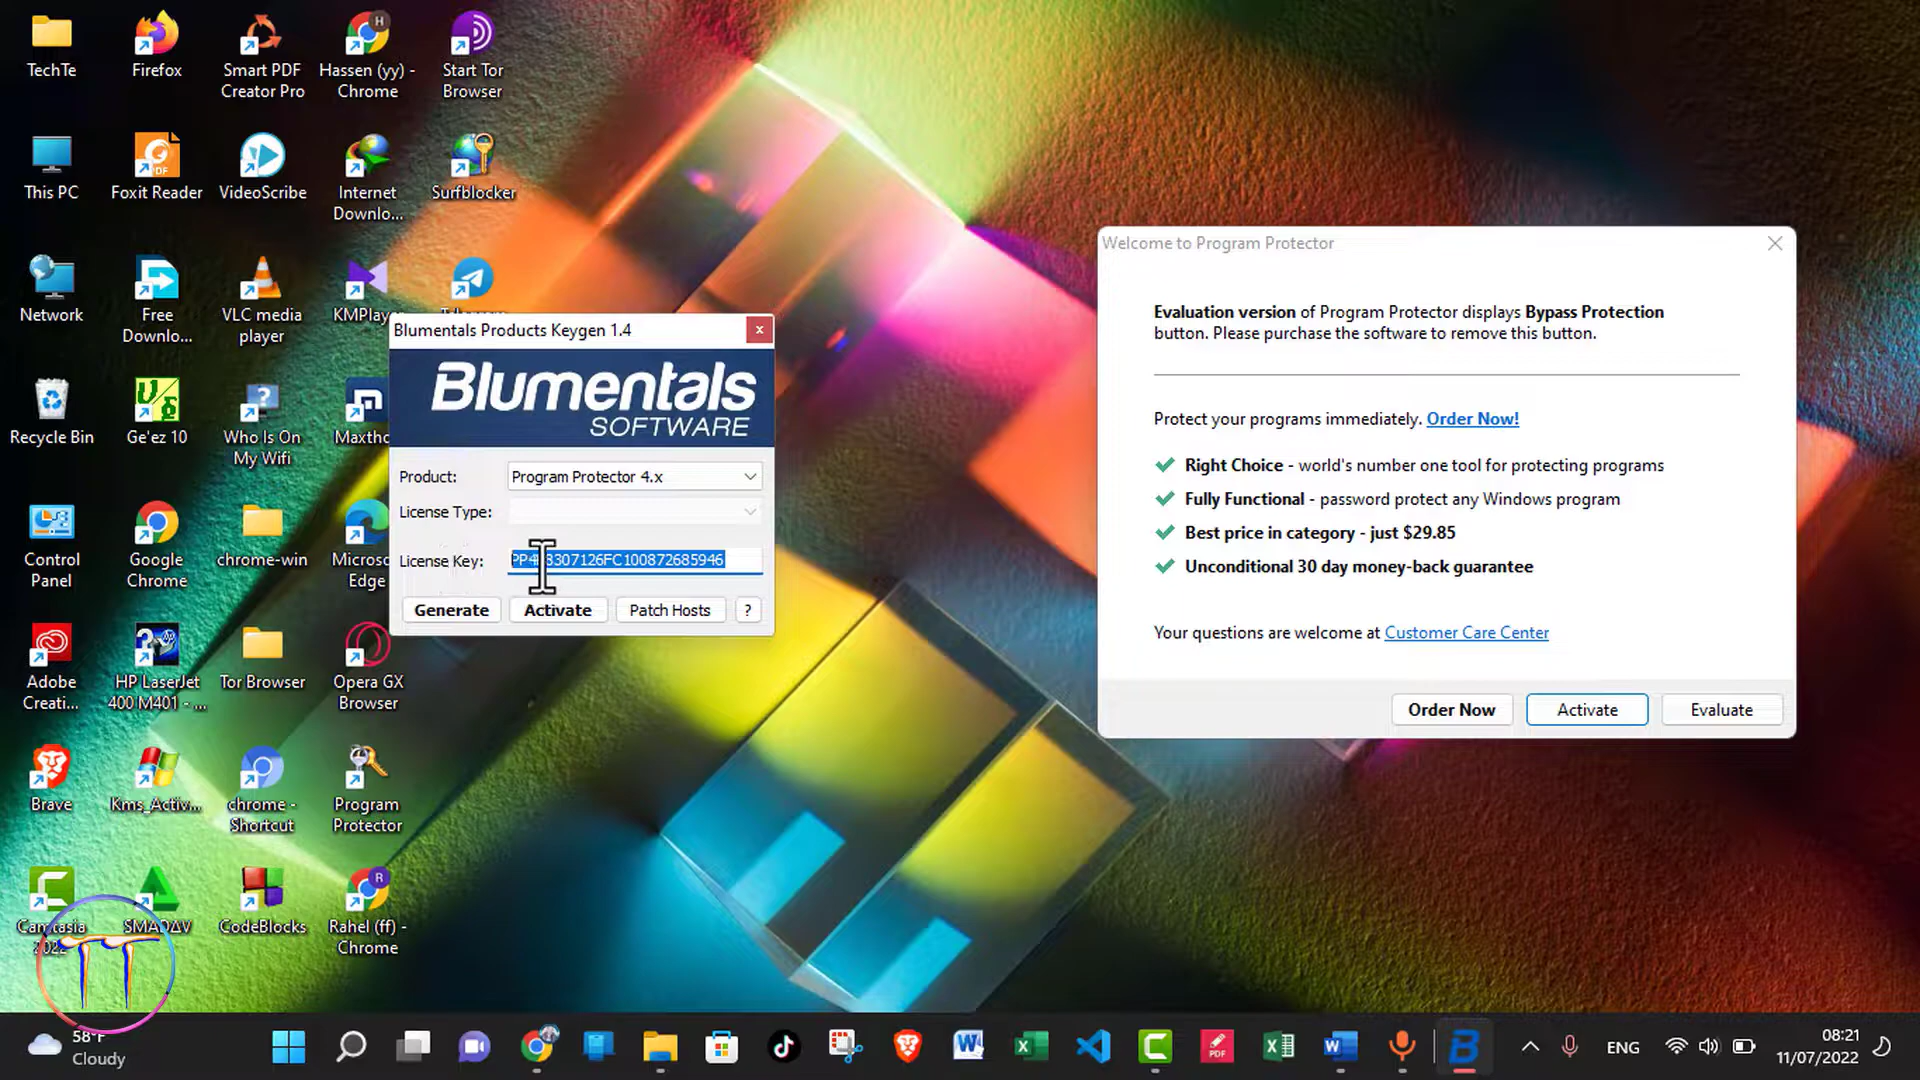 TechTe
Firefox
Smart PDF
Creator Pro
Hassen (yy) -
Chrome
Start Tor
Browser
This PC
Foxit Reader
VideoScribe
Internet
Downlo...
Surfblocker
Network
Free
Downlo...
VLC media
player
KMPlaye
Recycle Bin
Ge'ez 10
Who Is On
My Wifi
Maxtho
Control
Panel
Google
Chrome
chrome-win
Microso
Edge
Adobe
Creati...
HP LaserJet
400 M401 - ...
Tor Browser
Opera GX
Browser
Brave
Kms_Activ...
chrome -
Shortcut
Program
Protector
Camtasia
2022
SMADΔV
CodeBlocks
Rahel (ff) -
Chrome
Blumentals Products Keygen 1.4
Blumentals
SOFTWARE
Product:
Program Protector 4.x
License Type:
License Key:
Generate
Activate
Patch Hosts
?
Welcome to Program Protector
Evaluation version of Program Protector displays Bypass Protection
button. Please purchase the software to remove this button.
Protect your programs immediately. Order Now!
Right Choice - world's number one tool for protecting programs
Fully Functional - password protect any Windows program
Best price in category - just $29.85
Unconditional 30 day money-back guarantee
Your questions are welcome at Customer Care Center
Order Now
Activate
Evaluate
58°F
Cloudy
ENG
08:21
11/07/2022